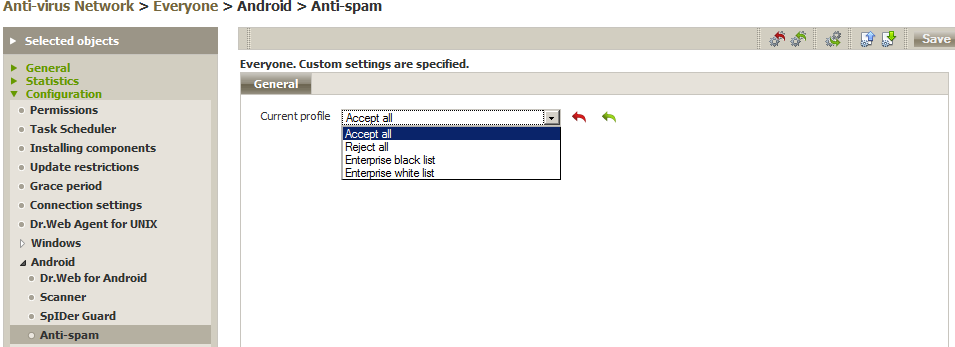 Anti-virus Network > Everyone > Android > Anti-spam
Selected objects
General
Statistics
Configuration
Permissions
Task Scheduler
Installing components
Update restrictions
Grace period
Connection settings
Dr.Web Agent for UNIX
Windows
Android
Dr.Web for Android
Scanner
SpIDer Guard
Anti-spam
Save
Everyone. Custom settings are specified.
General
Current profile Accept all
Accept all
Reject all
Enterprise black list
Enterprise white list